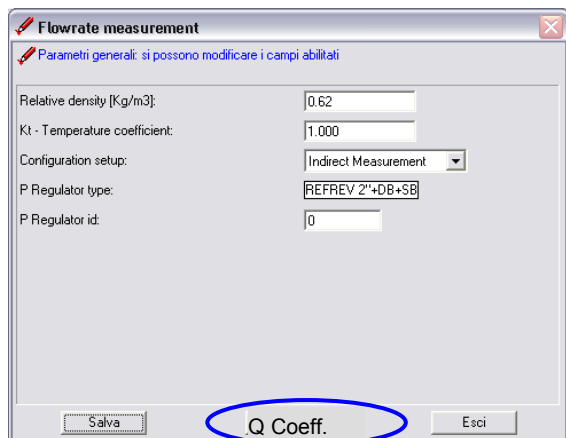 Flowrate measurement
Parametri generali: si possono modificare i campi abilitati
Relative density [Kg/m3]: 0.62
Kt - Temperature coefficient: 1.000
Configuration setup: Indirect Measurement
P Regulator type: REFREV 2"+DB+SB
P Regulator id: 0
Salva Q Coeff. Esci